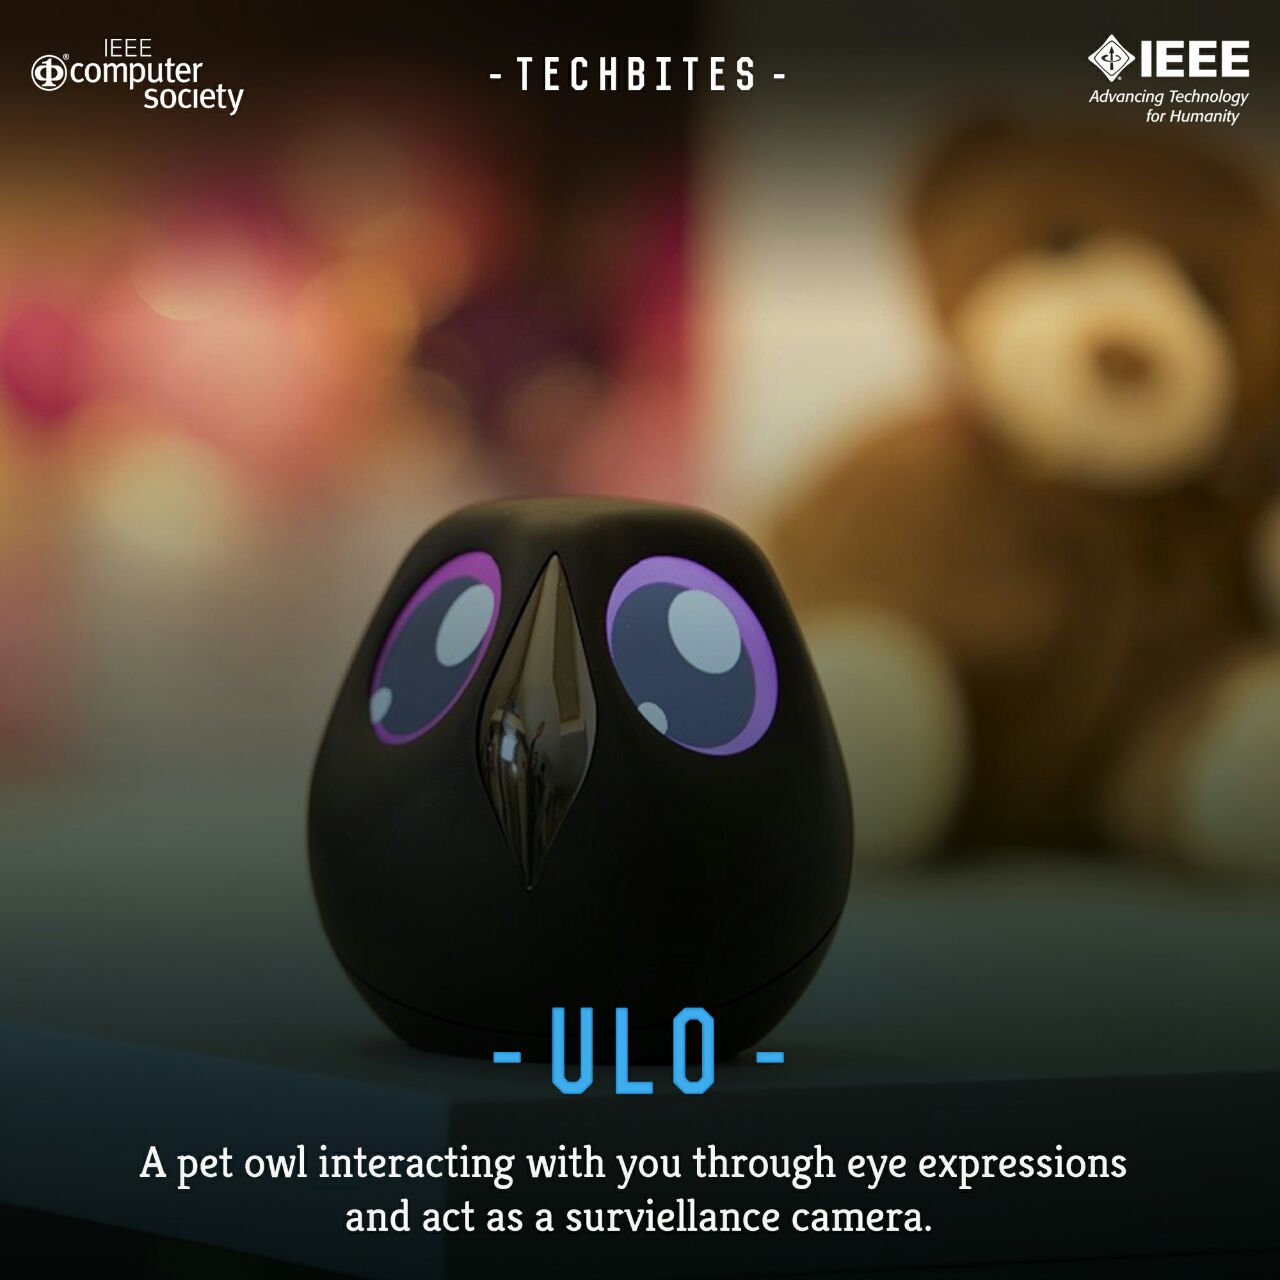 IEEE
computer
society
- TECHBITES -
IEEE
Advancing Technology
for Humanity
- ULO -
A pet owl interacting with you through eye expressions
and act as a surviellance camera.